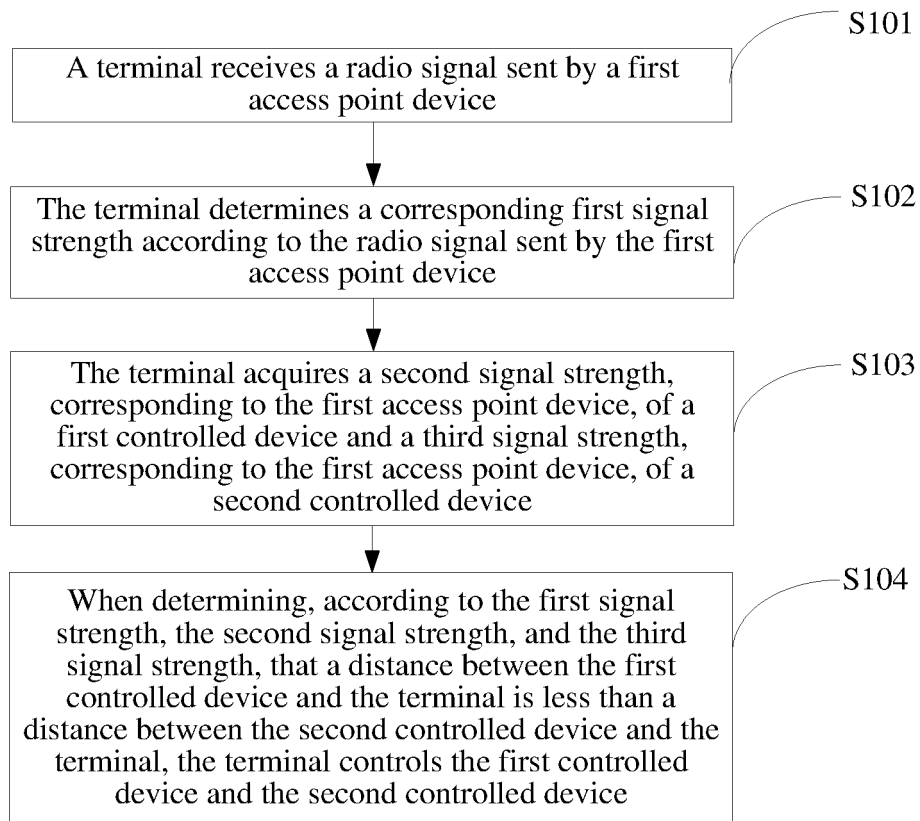 S101
A terminal receives a radio signal sent by a first
access point device
S102
The terminal determines a corresponding first signal
strength according to the radio signal sent by the first
access point device
S103
The terminal acquires a second signal strength,
corresponding to the first access point device, of a
first controlled device and a third signal strength,
corresponding to the first access point device, of a
second controlled device
S104
When determining, according to the first signal
strength, the second signal strength, and the third
signal strength, that a distance between the first
controlled device and the terminal is less than a
distance between the second controlled device and the
terminal, the terminal controls the first controlled
device and the second controlled device